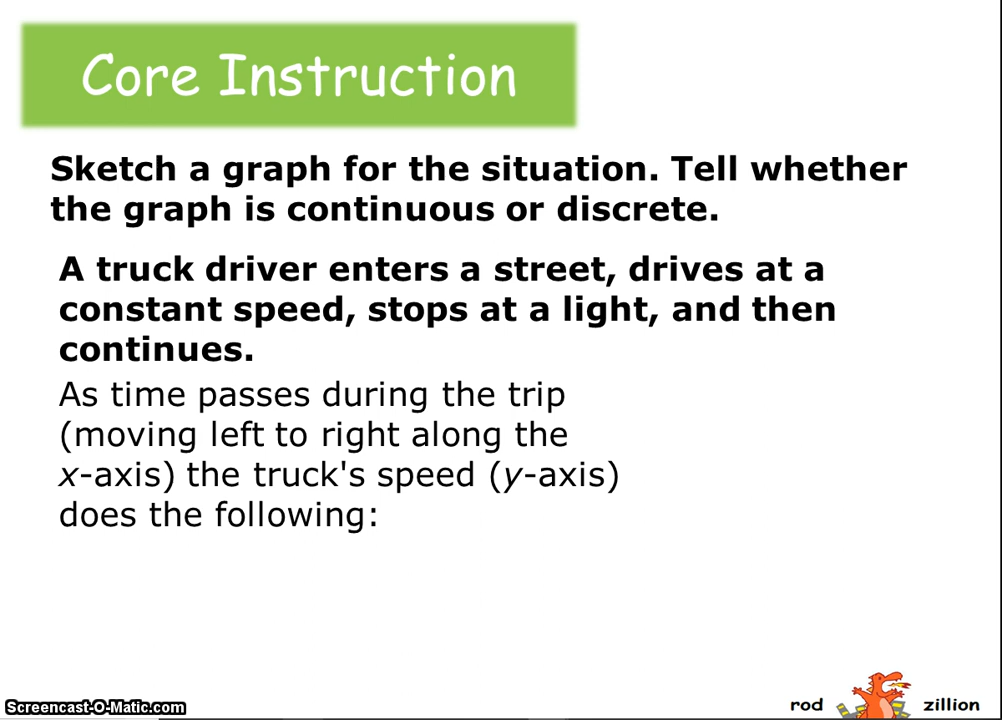 Core Instruction
Sketch a graph for the situation. Tell whether
the graph is continuous or discrete.
A truck driver enters a street, drives at a
constant speed, stops at a light, and then
continues.
As time passes during the trip
(moving left to right along the
x-axis) the truck's speed (y-axis)
does the following:
Screencast-O-Matic.com
rod zillion